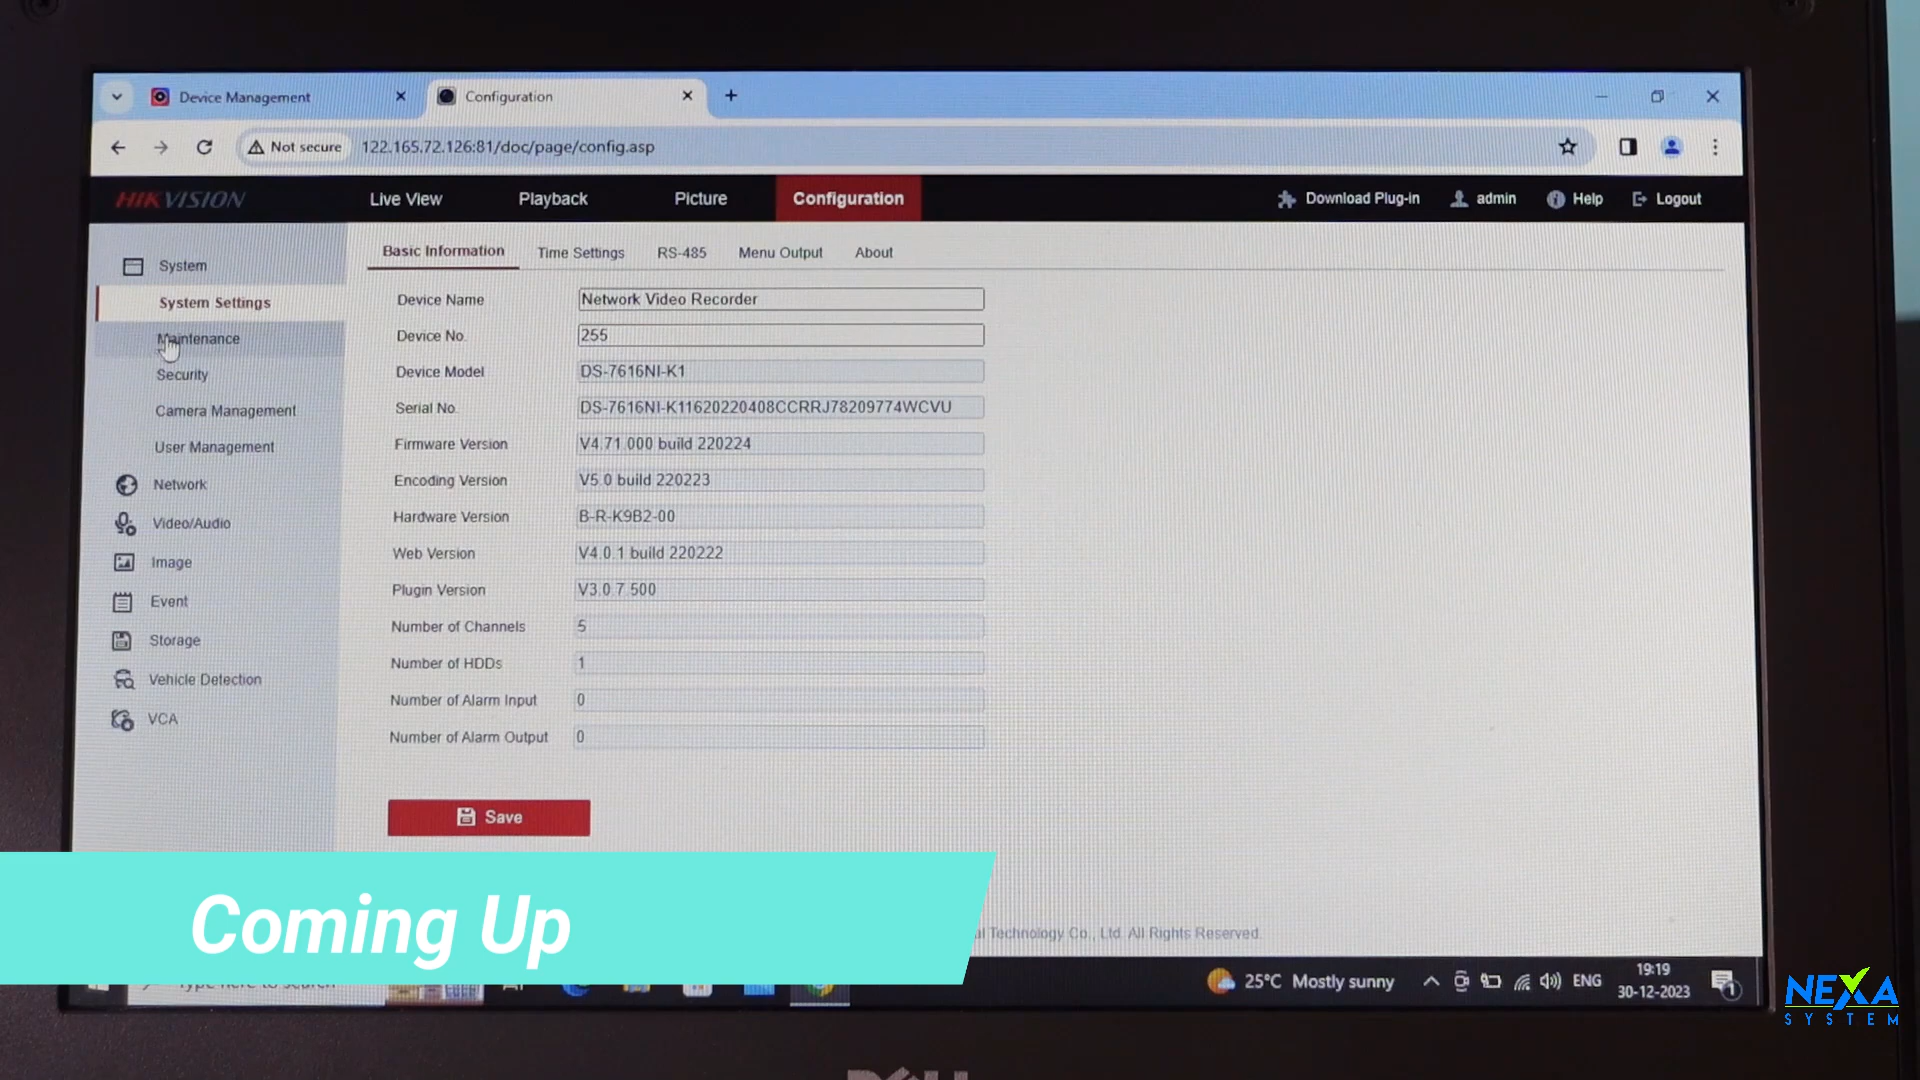 Device Management
Configuration
Not secure
122.165.72.126:81/doc/page/config.asp
HIKVISION
Live View
Playback
Picture
Configuration
Download Plug-in
admin
Help
Logout
System
System Settings
Maintenance
Security
Camera Management
User Management
Network
Video/Audio
Image
Event
Storage
Vehicle Detection
VCA
Basic Information
Time Settings
RS-485
Menu Output
About
Device Name Network Video Recorder
Device No. 255
Device Model DS-7616NI-K1
Serial No. DS-7616NI-K11620220408CCRRJ78209774WCVU
Firmware Version V4.71.000 build 220224
Encoding Version V5.0 build 220223
Hardware Version B-R-K9B2-00
Web Version V4.0.1 build 220222
Plugin Version V3.0.7.500
Number of Channels 5
Number of HDDs 1
Number of Alarm Input 0
Number of Alarm Output 0
Save
Technology Co., Ltd. All Rights Reserved.
Coming Up
25°C Mostly sunny
ENG
19:19
30-12-2023
1
NEXA
SYSTEM